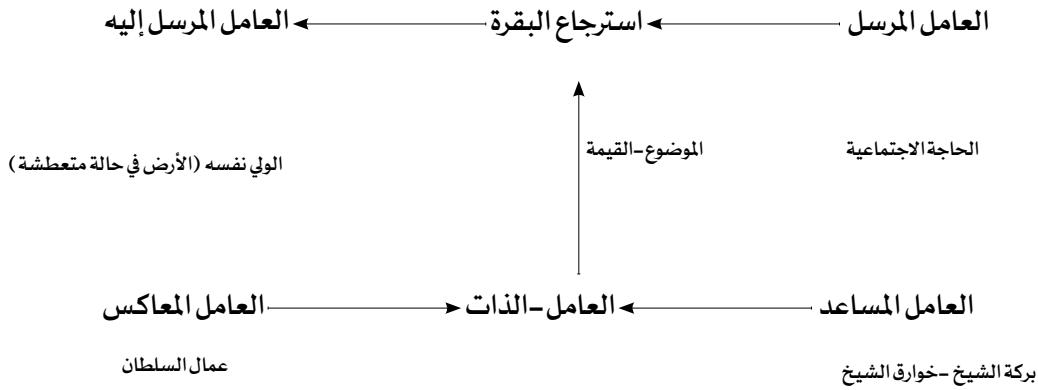 العامل المرسل استرجاع البقرة العامل المرسل إليه
الحاجة الاجتماعية الموضوع-القيمة الولي نفسه (الأرض في حالة متعطشة)
العامل المساعد العامل-الذات العامل المعاكس
بركة الشيخ -خوارق الشيخ عمال السلطان